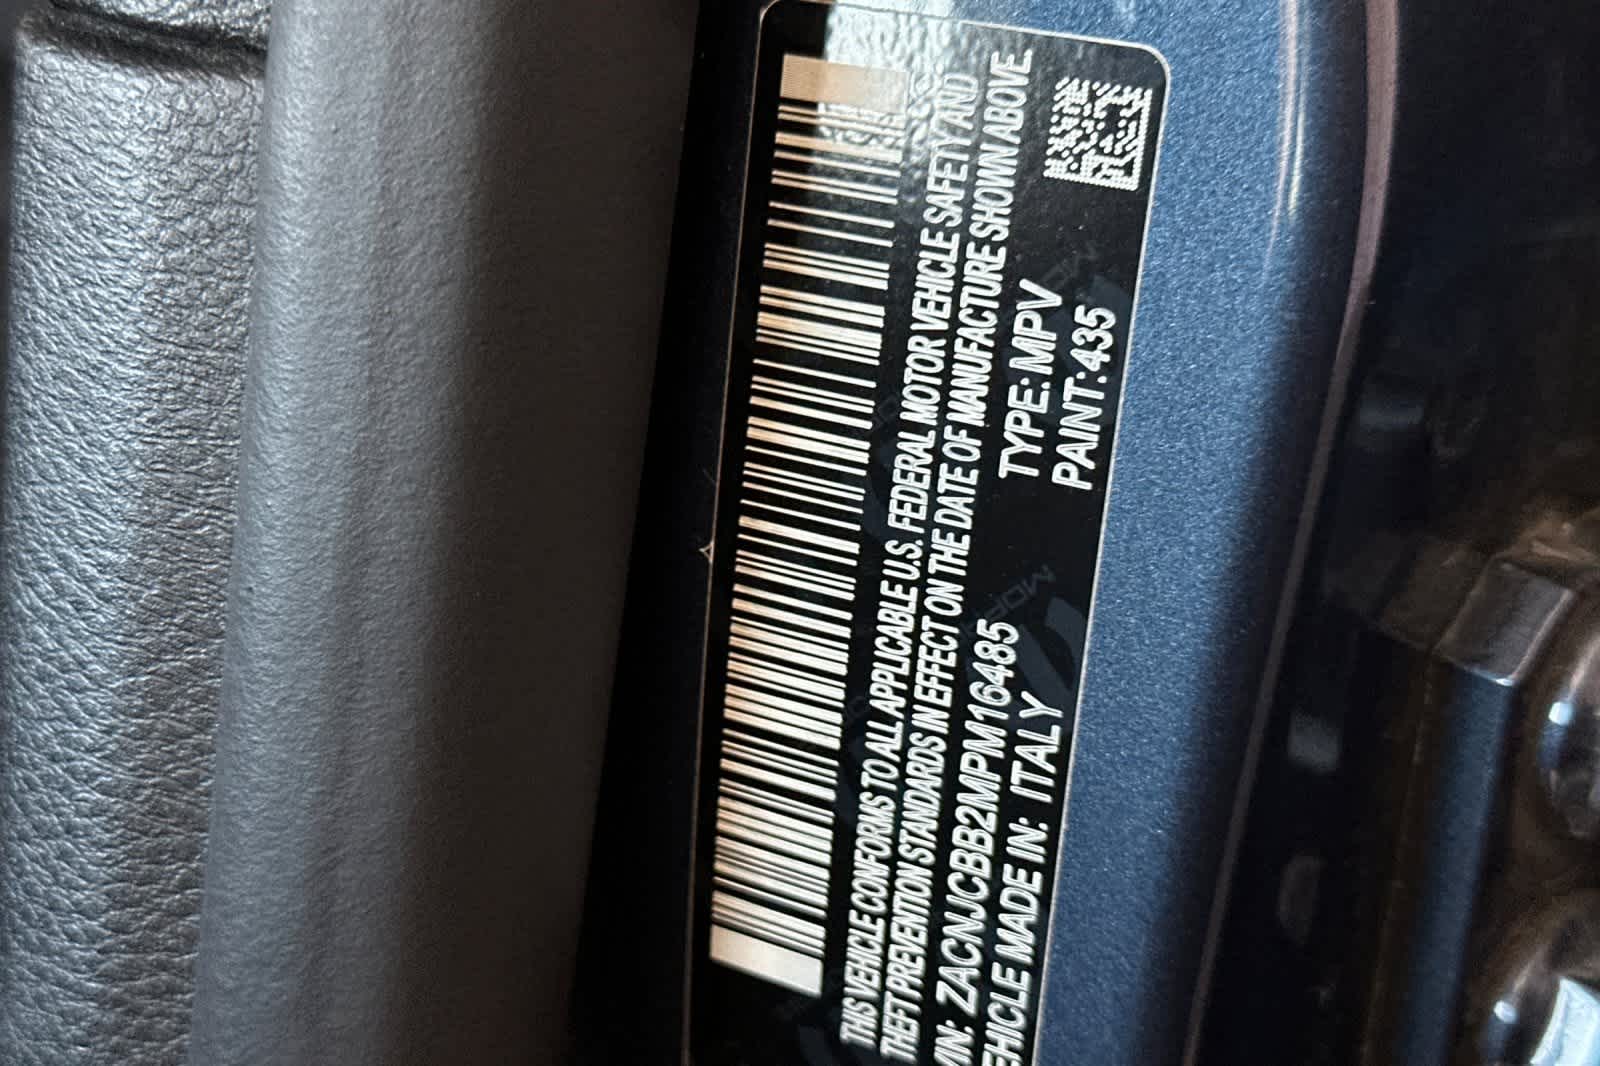 THIS VEHICLE CONFORMS TO ALL APPLICABLE U.S. FEDERAL MOTOR VEHICLE SAFETY AND
THEFT PREVENTION STANDARDS IN EFFECT ON THE DATE OF MANUFACTURE SHOWN ABOVE.
VIN: ZACNJCBB2MPM16485 TYPE: MPV
VEHICLE MADE IN: ITALY PAINT:435